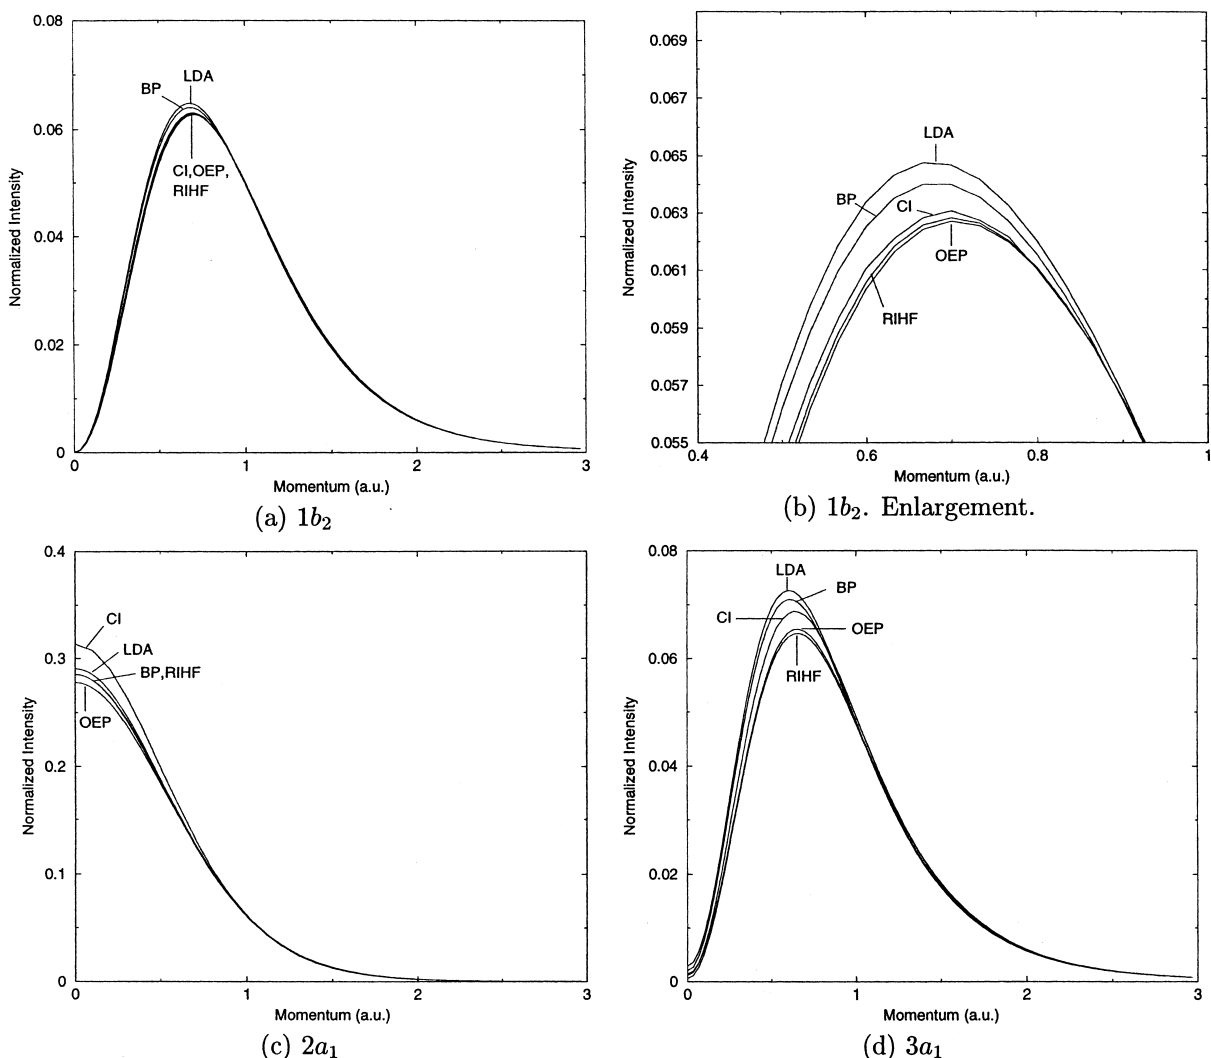 0.08
0.06
0.04
0.02
0
Normalized Intensity
BP
LDA
CI,OEP,
RIHF
0
1
2
3
Momentum (a.u.)
(a) 1b₂
0.069
0.067
0.065
0.063
0.061
0.059
0.057
0.055
Normalized Intensity
LDA
BP
CI
OEP
RIHF
0.4
0.6
0.8
1
Momentum (a.u.)
(b) 1b₂. Enlargement.
0.4
0.3
0.2
0.1
0
Normalized Intensity
CI
LDA
BP,RIHF
OEP
0
1
2
3
Momentum (a.u.)
(c) 2a₁
0.08
0.06
0.04
0.02
0
Normalized Intensity
LDA
BP
CI
OEP
RIHF
0
1
2
3
Momentum (a.u.)
(d) 3a₁